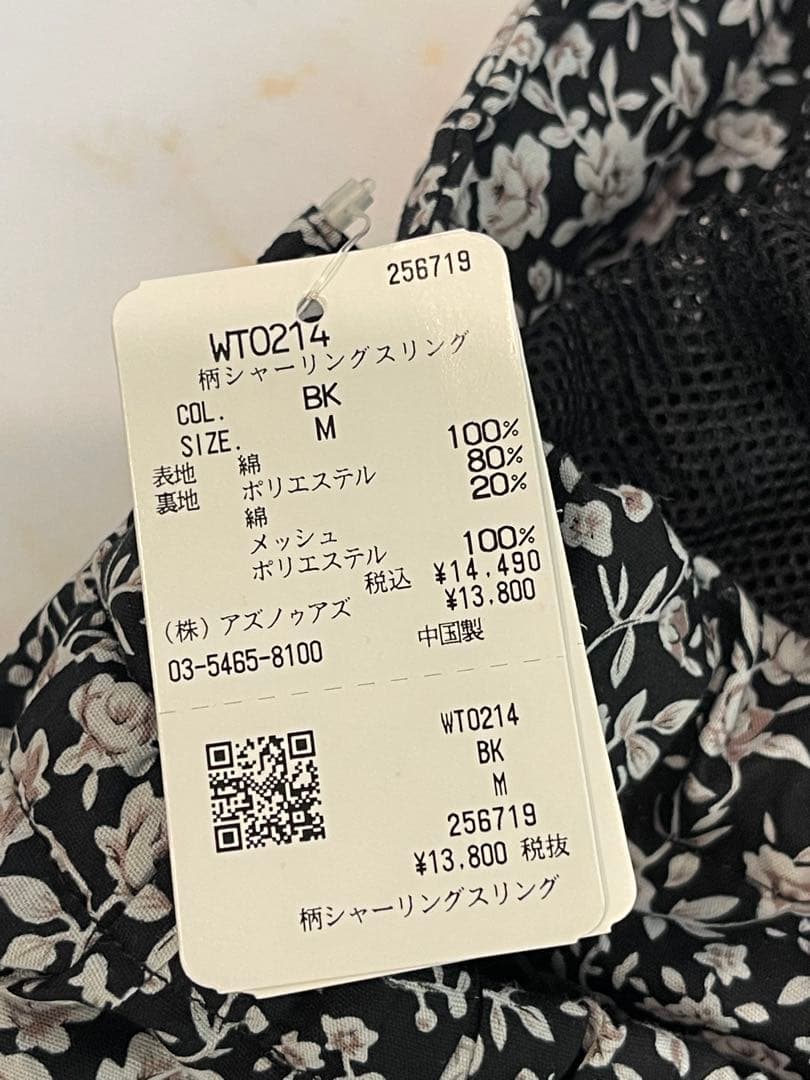 256719
WT0214
柄シャーリングスリング
COL. BK
SIZE. M
表地 綿 100%
裏地 ポリエステル 80%
綿 20%
メッシュ
ポリエステル 100%
税込 ¥14,490
¥13,800
(株)アズノゥアズ
中国製
03-5465-8100
WT0214
BK
M
256719
¥13,800 税抜
柄シャーリングスリング